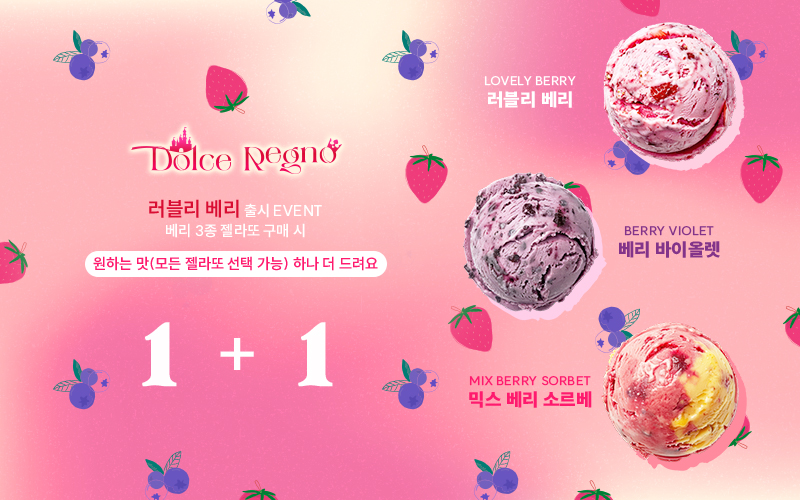 Dolce Regno
러블리 베리 출시 EVENT
베리 3종 젤라또 구매 시
원하는 맛(모든 젤라또 선택 가능) 하나 더 드려요
1 + 1
LOVELY BERRY
러블리 베리
BERRY VIOLET
베리 바이올렛
MIX BERRY SORBET
믹스 베리 소르베